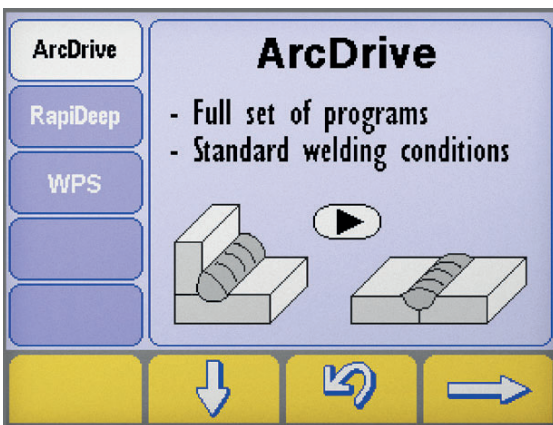 ArcDrive
RapiDeep
WPS
ArcDrive
- Full set of programs
- Standard welding conditions